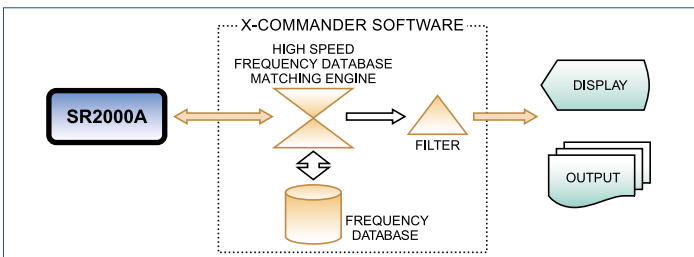 X-COMMANDER SOFTWARE
HIGH SPEED
FREQUENCY DATABASE
MATCHING ENGINE
SR2000A
FILTER
DISPLAY
OUTPUT
FREQUENCY
DATABASE